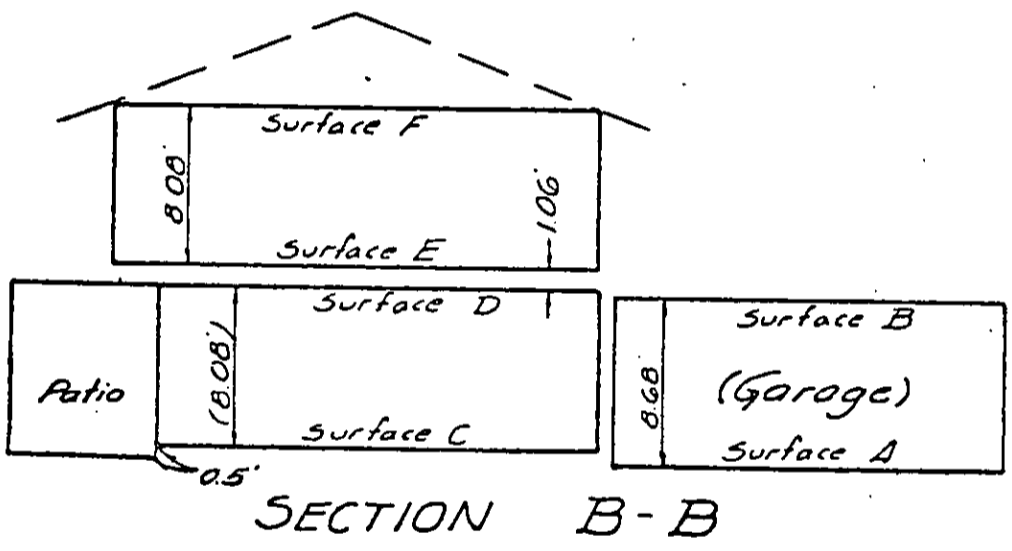 Surface F
8.08'
1.06'
Surface E
Surface D
Surface B
(8.08')
8.68
Patio
(Garage)
Surface C
Surface A
0.5'
SECTION B-B